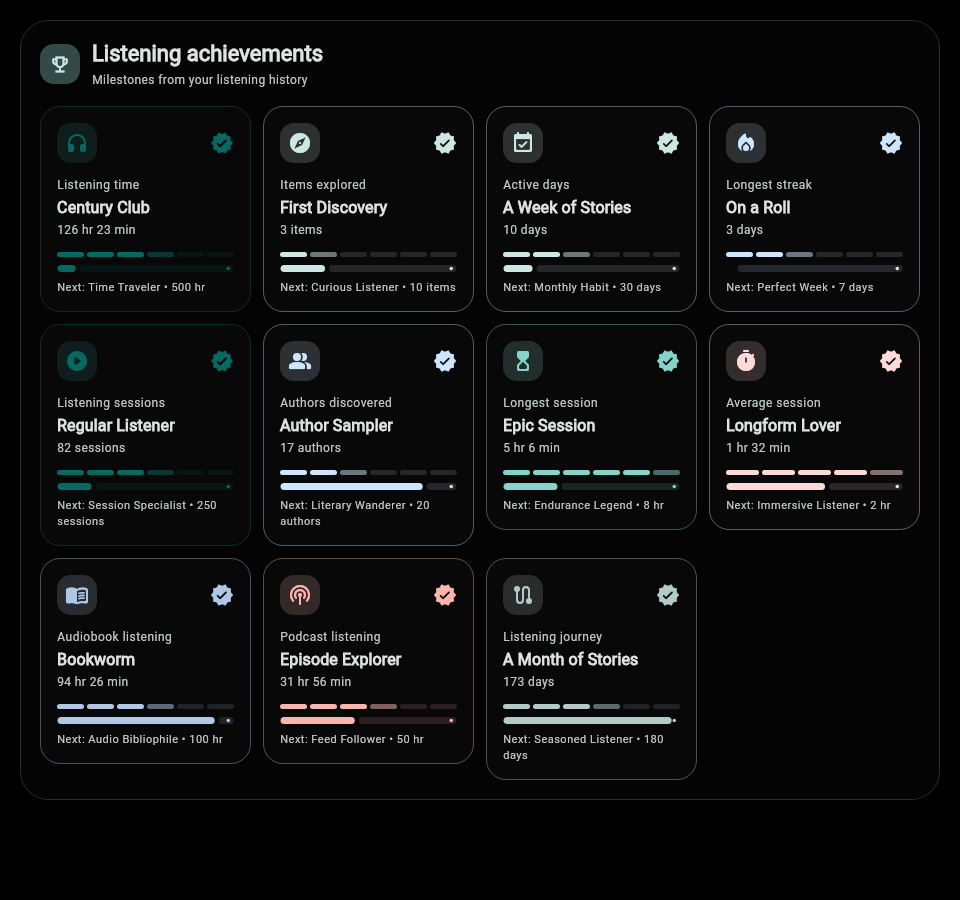 Listening achievements
Milestones from your listening history
Listening time
Century Club
126 hr 23 min
Next: Time Traveler • 500 hr
Items explored
First Discovery
3 items
Next: Curious Listener • 10 items
Active days
A Week of Stories
10 days
Next: Monthly Habit • 30 days
Longest streak
On a Roll
3 days
Next: Perfect Week • 7 days
Listening sessions
Regular Listener
82 sessions
Next: Session Specialist • 250
sessions
Authors discovered
Author Sampler
17 authors
Next: Literary Wanderer • 20
authors
Longest session
Epic Session
5 hr 6 min
Next: Endurance Legend • 8 hr
Average session
Longform Lover
1 hr 32 min
Next: Immersive Listener • 2 hr
Audiobook listening
Bookworm
94 hr 26 min
Next: Audio Bibliophile • 100 hr
Podcast listening
Episode Explorer
31 hr 56 min
Next: Feed Follower • 50 hr
Listening journey
A Month of Stories
173 days
Next: Seasoned Listener • 180
days